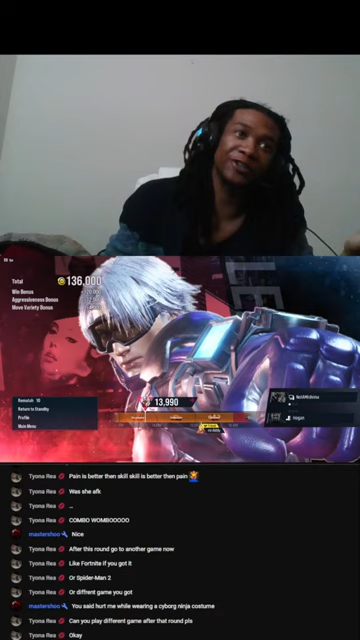 Total 136,000
Win Bonus
Aggressiveness Bonus
Move Variety Bonus
Rematch 10
Return to Standby
Profile
Main Menu
13,990
Tyona Rea Pain is better then skill skill is better then pain 🤷
Tyona Rea Was she afk
Tyona Rea ..
Tyona Rea COMBO WOMBOOOOO
mastershoo Nice
Tyona Rea After this round go to another game now
Tyona Rea Like Fortnite if you got it
Tyona Rea Or Spider-Man 2
Tyona Rea Or diffrent game you got
mastershoo You said hurt me while wearing a cyborg ninja costume
Tyona Rea Can you play different game after that round pls
Tyona Rea Okay